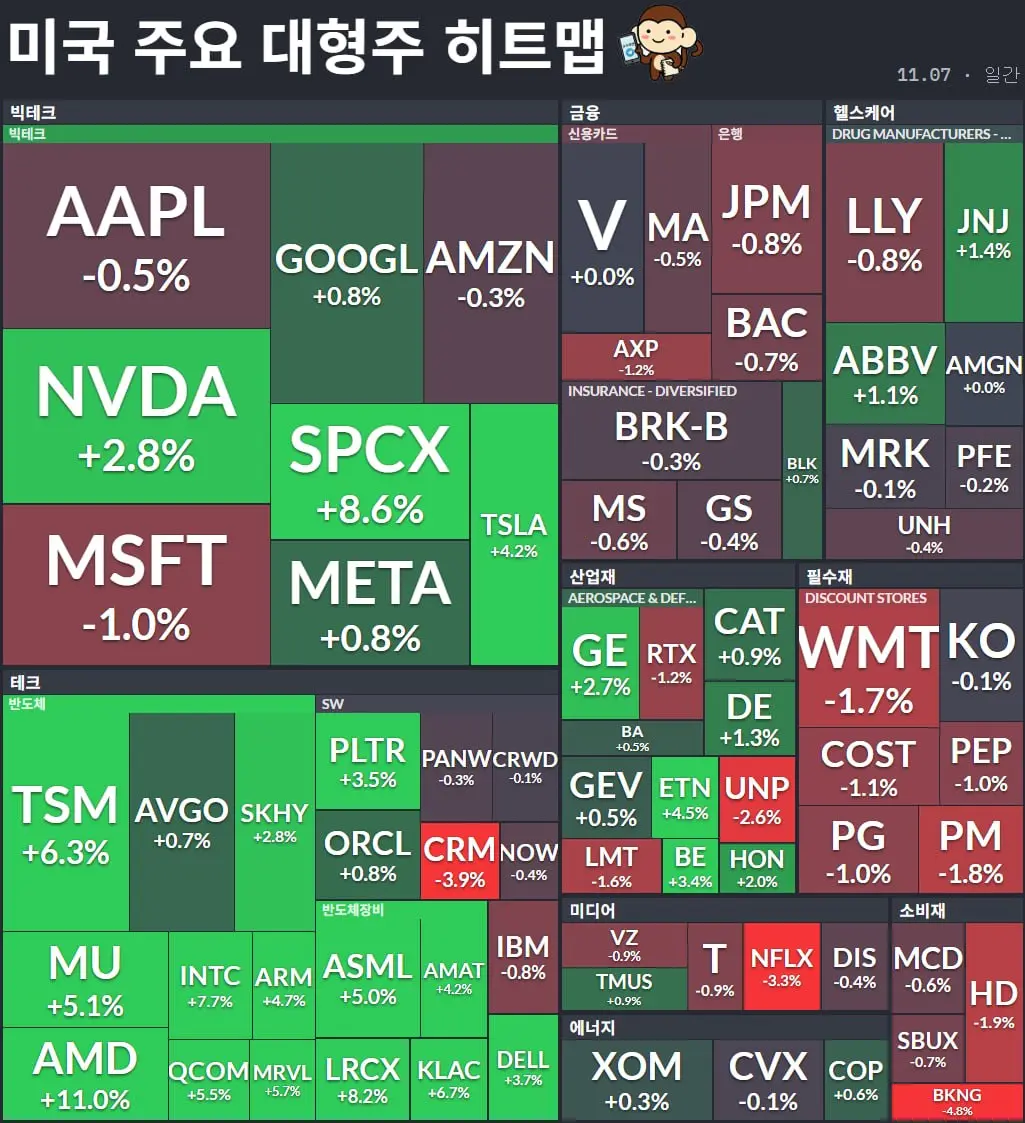 미국 주요 대형주 히트맵
11.07 · 일간
빅테크
빅테크
AAPL
-0.5%
GOOGL
+0.8%
AMZN
-0.3%
NVDA
+2.8%
SPCX
+8.6%
TSLA
+4.2%
MSFT
-1.0%
META
+0.8%
금융
신용카드
은행
V
+0.0%
MA
-0.5%
JPM
-0.8%
BAC
-0.7%
AXP
-1.2%
INSURANCE - DIVERSIFIED
BRK-B
-0.3%
BLK
+0.7%
MS
-0.6%
GS
-0.4%
헬스케어
DRUG MANUFACTURERS - ...
LLY
-0.8%
JNJ
+1.4%
ABBV
+1.1%
AMGN
+0.0%
MRK
-0.1%
PFE
-0.2%
UNH
-0.4%
테크
반도체
TSM
+6.3%
AVGO
+0.7%
SKHY
+2.8%
MU
+5.1%
INTC
+7.7%
ARM
+4.7%
AMD
+11.0%
QCOM
+5.5%
MRVL
+5.7%
SW
PLTR
+3.5%
PANW
-0.3%
CRWD
-0.1%
ORCL
+0.8%
CRM
-3.9%
NOW
-0.4%
반도체장비
ASML
+5.0%
AMAT
+4.2%
LRCX
+8.2%
KLAC
+6.7%
IBM
-0.8%
DELL
+3.7%
산업재
AEROSPACE & DEF...
GE
+2.7%
RTX
-1.2%
BA
+0.5%
CAT
+0.9%
DE
+1.3%
GEV
+0.5%
ETN
+4.5%
UNP
-2.6%
LMT
-1.6%
BE
+3.4%
HON
+2.0%
필수재
DISCOUNT STORES
WMT
-1.7%
KO
-0.1%
COST
-1.1%
PEP
-1.0%
PG
-1.0%
PM
-1.8%
미디어
VZ
-0.9%
TMUS
+0.9%
T
-0.9%
NFLX
-3.3%
DIS
-0.4%
소비재
MCD
-0.6%
HD
-1.9%
SBUX
-0.7%
BKNG
-4.8%
에너지
XOM
+0.3%
CVX
-0.1%
COP
+0.6%